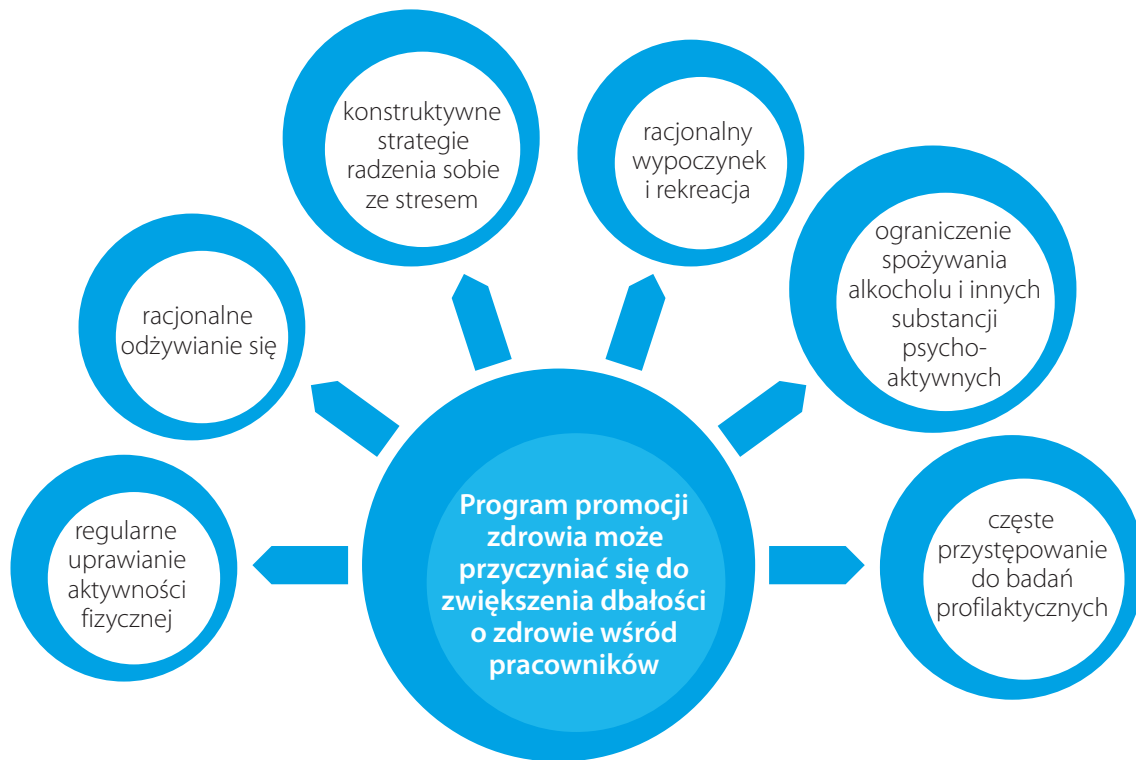 konstruktywne
strategie
radzenia sobie
ze stresem
racjonalny
wypoczynek
i rekreacja
ograniczenie
spożywania
alkocholu i innych
substancji
psycho-
aktywnych
racjonalne
odżywianie się
regularne
uprawianie
aktywności
fizycznej
Program promocji
zdrowia może
przyczyniać się do
zwiększenia dbałości
o zdrowie wśród
pracowników
częste
przystępowanie
do badań
profilaktycznych